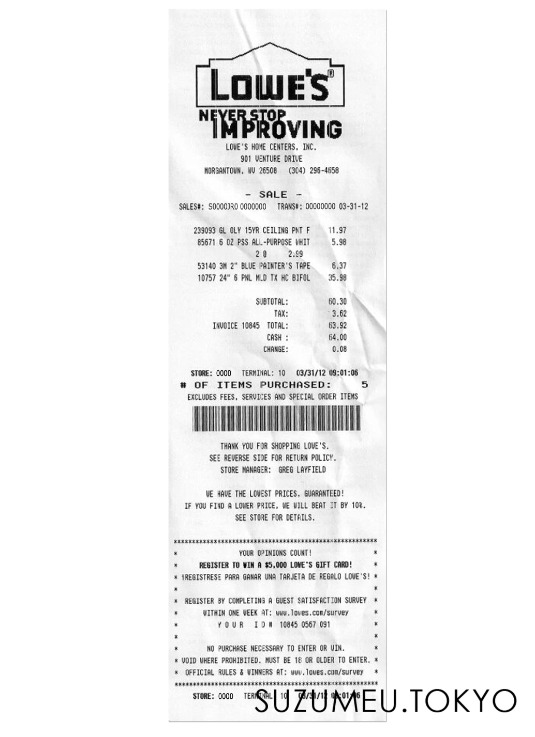 LOWE'S®
NEVER STOP
IMPROVING
LOWE'S HOME CENTERS, INC.
901 VENTURE DRIVE
MORGANTOWN, WV 26508 (304) 296-4658
- SALE -
SALES#: S0000JR0 0000000 TRANS#: 00000000 03-31-12
239093 GL OLY 15YR CEILING PNT F 11.97
85671 6 OZ PSS ALL-PURPOSE WHIT 5.98
2 @ 2.99
53140 3M 2" BLUE PAINTER'S TAPE 6.37
10757 24" 6 PNL MLD TX HC BIFOL 35.98
SUBTOTAL: 60.30
TAX: 3.62
INVOICE 10845 TOTAL: 63.92
CASH : 64.00
CHANGE: 0.08
STORE: 0000 TERMINAL: 10 03/31/12 09:01:06
# OF ITEMS PURCHASED: 5
EXCLUDES FEES, SERVICES AND SPECIAL ORDER ITEMS
THANK YOU FOR SHOPPING LOWE'S.
SEE REVERSE SIDE FOR RETURN POLICY.
STORE MANAGER: GREG LAYFIELD
WE HAVE THE LOWEST PRICES, GUARANTEED!
IF YOU FIND A LOWER PRICE, WE WILL BEAT IT BY 10%.
SEE STORE FOR DETAILS.
* YOUR OPINIONS COUNT! *
* REGISTER TO WIN A $5,000 LOWE'S GIFT CARD! *
* ¡REGISTRESE PARA GANAR UNA TARJETA DE REGALO LOWE'S! *
* REGISTER BY COMPLETING A GUEST SATISFACTION SURVEY *
* WITHIN ONE WEEK AT: www.lowes.com/survey *
* Y O U R I D # 10845 0567 091 *
* NO PURCHASE NECESSARY TO ENTER OR WIN. *
* VOID WHERE PROHIBITED. MUST BE 18 OR OLDER TO ENTER. *
* OFFICIAL RULES & WINNERS AT: www.lowes.com/survey *
STORE: 0000 TERMINAL: 10 03/31/12 09:01:06
SUZUMEU.TOKYO